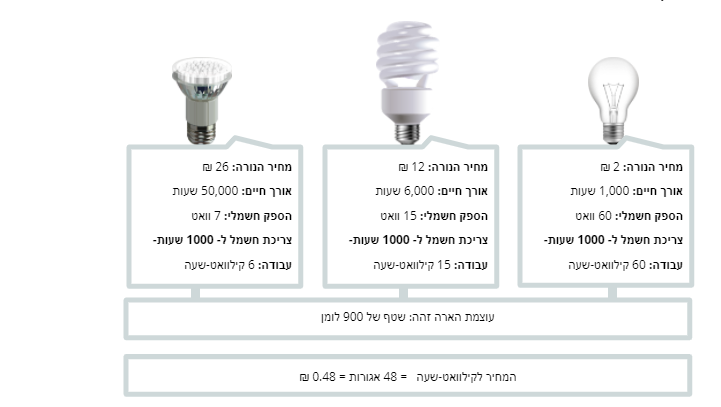 מחיר הנורה: 2 ₪
אורך חיים: 1,000 שעות
הספק חשמלי: 60 וואט
צריכת חשמל ל- 1000 שעות-
עבודה: 60 קילוואט-שעה
מחיר הנורה: 12 ₪
אורך חיים: 6,000 שעות
הספק חשמלי: 15 וואט
צריכת חשמל ל- 1000 שעות-
עבודה: 15 קילוואט-שעה
מחיר הנורה: 26 ₪
אורך חיים: 50,000 שעות
הספק חשמלי: 7 וואט
צריכת חשמל ל- 1000 שעות-
עבודה: 6 קילוואט-שעה
עוצמת הארה זהה: שטף של 900 לומן
המחיר לקילוואט-שעה = 48 אגורות = 0.48 ₪